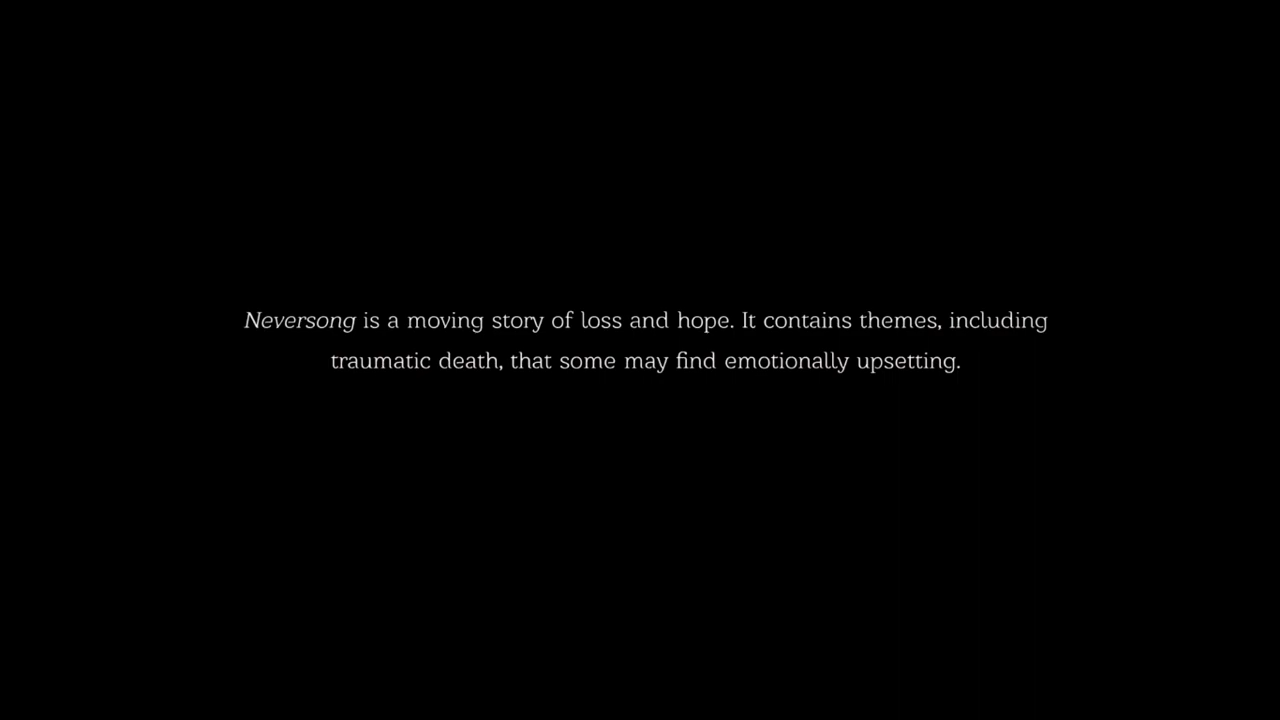 Neversong is a moving story of loss and hope. It contains themes, including
traumatic death, that some may find emotionally upsetting.